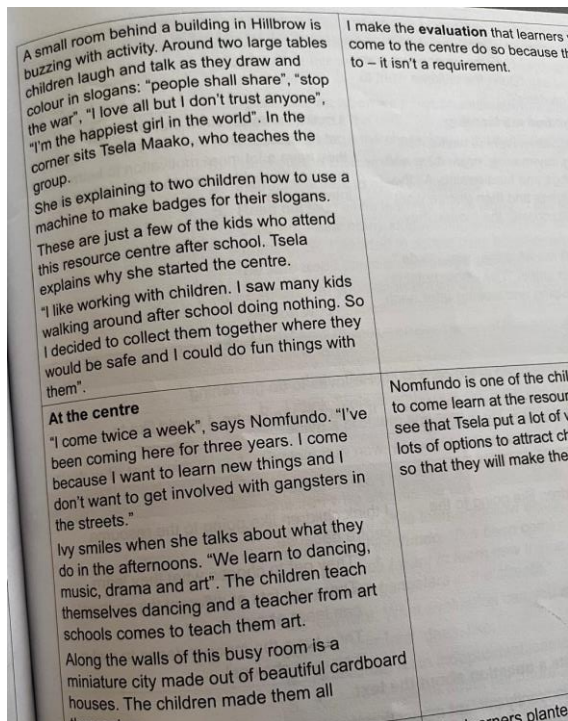 A small room behind a building in Hillbrow is
buzzing with activity. Around two large tables
children laugh and talk as they draw and
colour in slogans: “people shall share”, “stop
the war”, “I love all but I don’t trust anyone”,
“I’m the happiest girl in the world”. In the
corner sits Tsela Maako, who teaches the
group.
She is explaining to two children how to use a
machine to make badges for their slogans.
These are just a few of the kids who attend
this resource centre after school. Tsela
explains why she started the centre.
“I like working with children. I saw many kids
walking around after school doing nothing. So
I decided to collect them together where they
would be safe and I could do fun things with
them”.
I make the evaluation that learners
come to the centre do so because
to – it isn’t a requirement.
At the centre
“I come twice a week”, says Nomfundo. “I’ve
been coming here for three years. I come
because I want to learn new things and I
don’t want to get involved with gangsters in
the streets.”
Ivy smiles when she talks about what they
do in the afternoons. “We learn to dancing,
music, drama and art”. The children teach
themselves dancing and a teacher from art
schools comes to teach them art.
Along the walls of this busy room is a
miniature city made out of beautiful cardboard
houses. The children made them all
Nomfundo is one of the
to come learn at the
see that Tsela put a lot of
lots of options to attract
so that they will make the